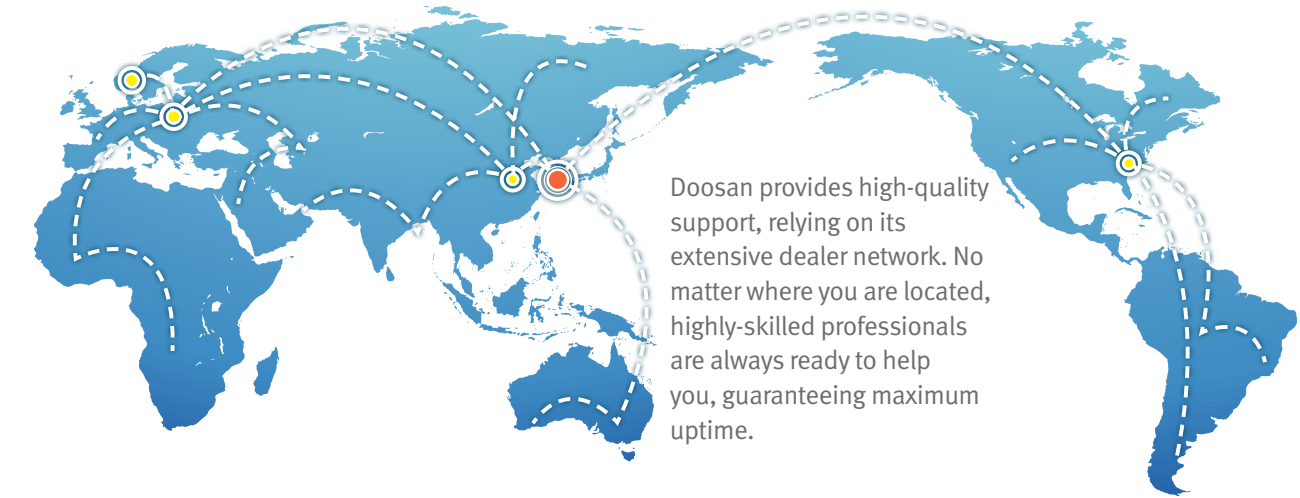 Doosan provides high-quality
support, relying on its
extensive dealer network. No
matter where you are located,
highly-skilled professionals
are always ready to help
you, guaranteeing maximum
uptime.